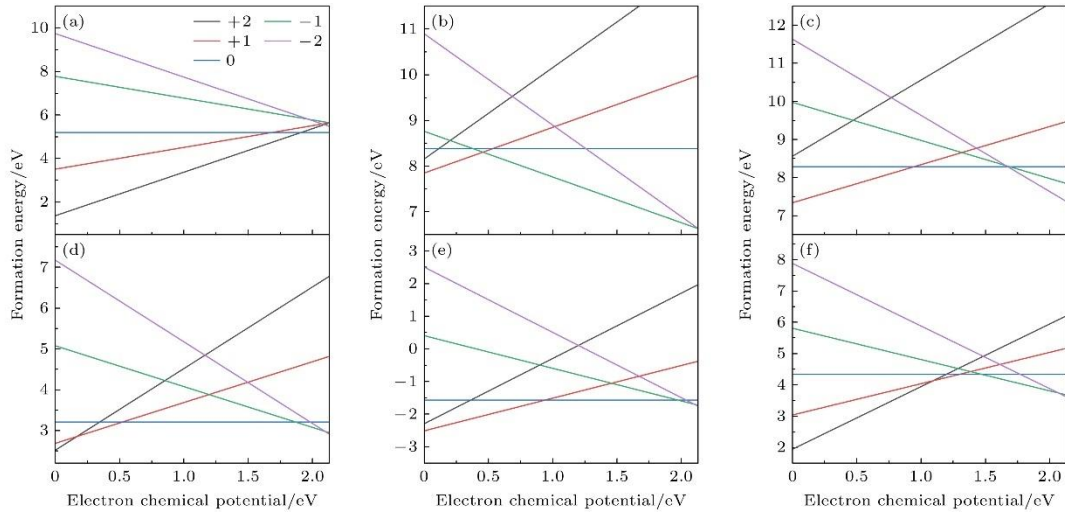 (a)
+2
−1
+1
−2
0
10
8
6
4
2
(b)
11
10
9
8
7
(c)
12
11
10
9
8
7
Formation energy/eV
Formation energy/eV
Formation energy/eV
(d)
7
6
5
4
3
(e)
3
2
1
0
−1
−2
−3
(f)
8
7
6
5
4
3
2
0 0.5 1.0 1.5 2.0
0 0.5 1.0 1.5 2.0
0 0.5 1.0 1.5 2.0
Electron chemical potential/eV
Electron chemical potential/eV
Electron chemical potential/eV